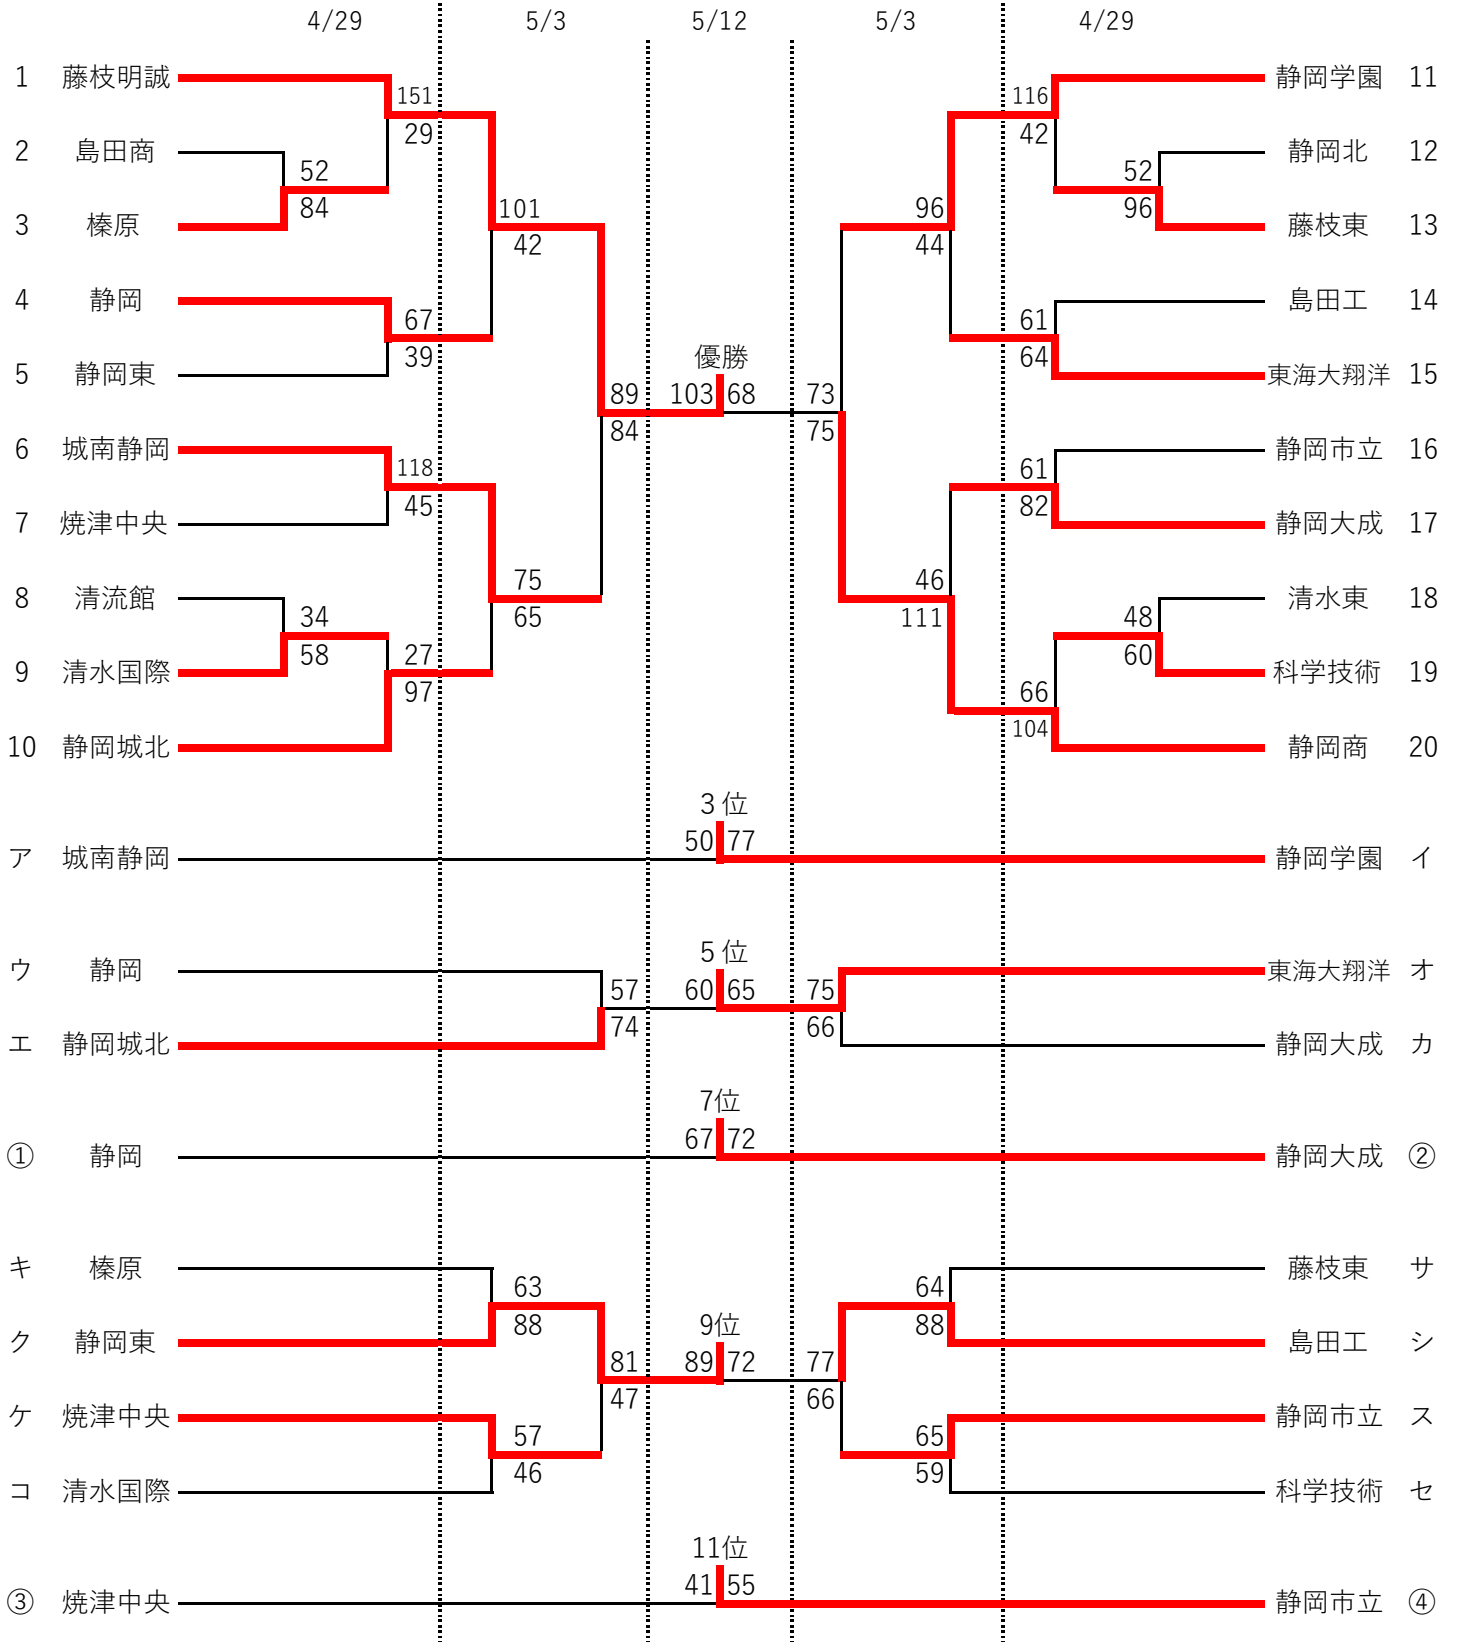 4/29 5/3 5/12 5/3 4/29
1 藤枝明誠 151 116 静岡学園 11
29 42
2 島田商 52 52 静岡北 12
84 96
3 榛原 101 96 藤枝東 13
42 44
4 静岡 67 61 島田工 14
39 64
優勝
5 静岡東 89 103 68 73 東海大翔洋 15
84 75
6 城南静岡 118 61 静岡市立 16
45 82
7 焼津中央 静岡大成 17
75 46
65 111
8 清流館 34 48 清水東 18
58 60
9 清水国際 27 66 科学技術 19
97 104
10 静岡城北 静岡商 20
3 位
50 77
ア 城南静岡 静岡学園 イ
5 位
ウ 静岡 57 60 65 75 東海大翔洋 オ
74 66
エ 静岡城北 静岡大成 カ
7位
67 72
① 静岡 静岡大成 ②
キ 榛原 63 64 藤枝東 サ
88 88
9位
ク 静岡東 81 89 72 77 島田工 シ
47 66
ケ 焼津中央 57 65 静岡市立 ス
46 59
コ 清水国際 科学技術 セ
11位
41 55
③ 焼津中央 静岡市立 ④